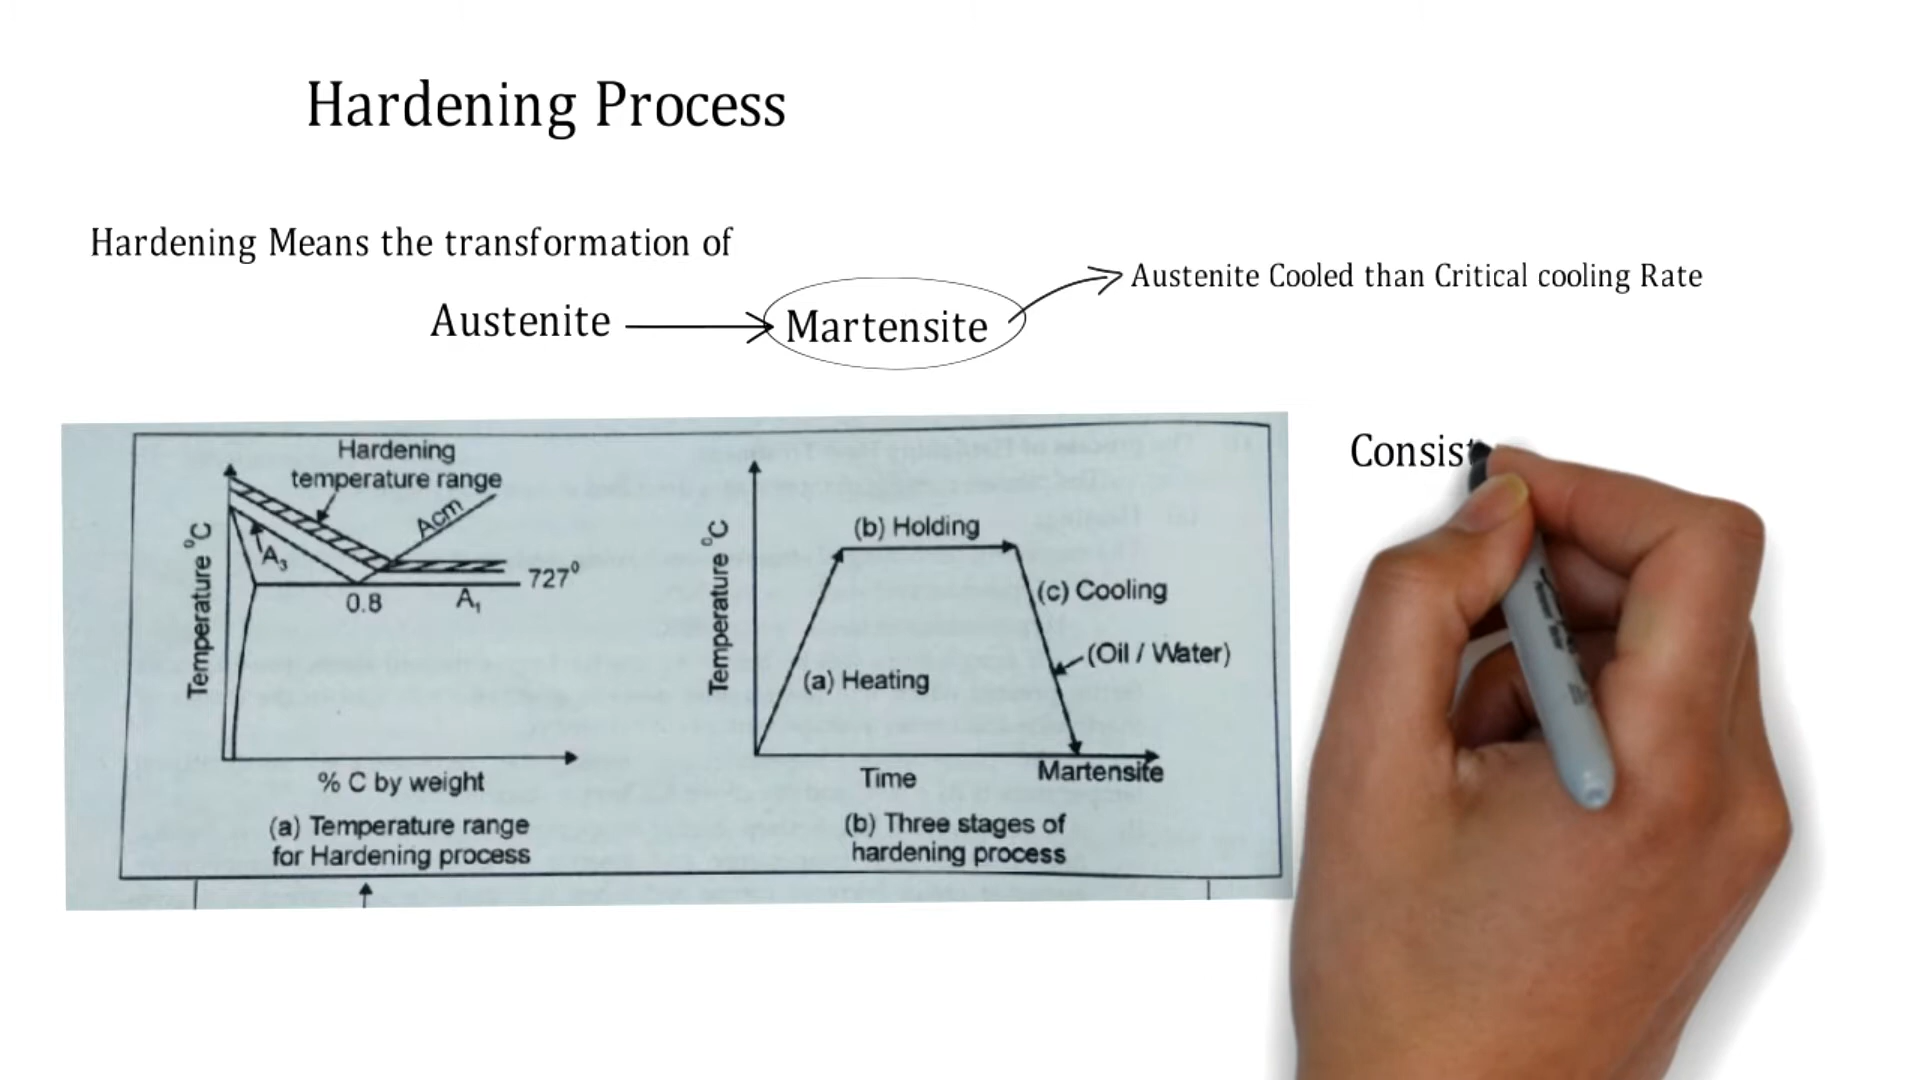 Hardening Process
Hardening Means the transformation of
Austenite
Martensite
Austenite Cooled than Critical cooling Rate
Consist
Hardening
temperature range
Acm
A3
727°
0.8
A1
Temperature °C
% C by weight
(a) Temperature range
for Hardening process
(b) Holding
(c) Cooling
(Oil / Water)
(a) Heating
Temperature °C
Time
Martensite
(b) Three stages of
hardening process